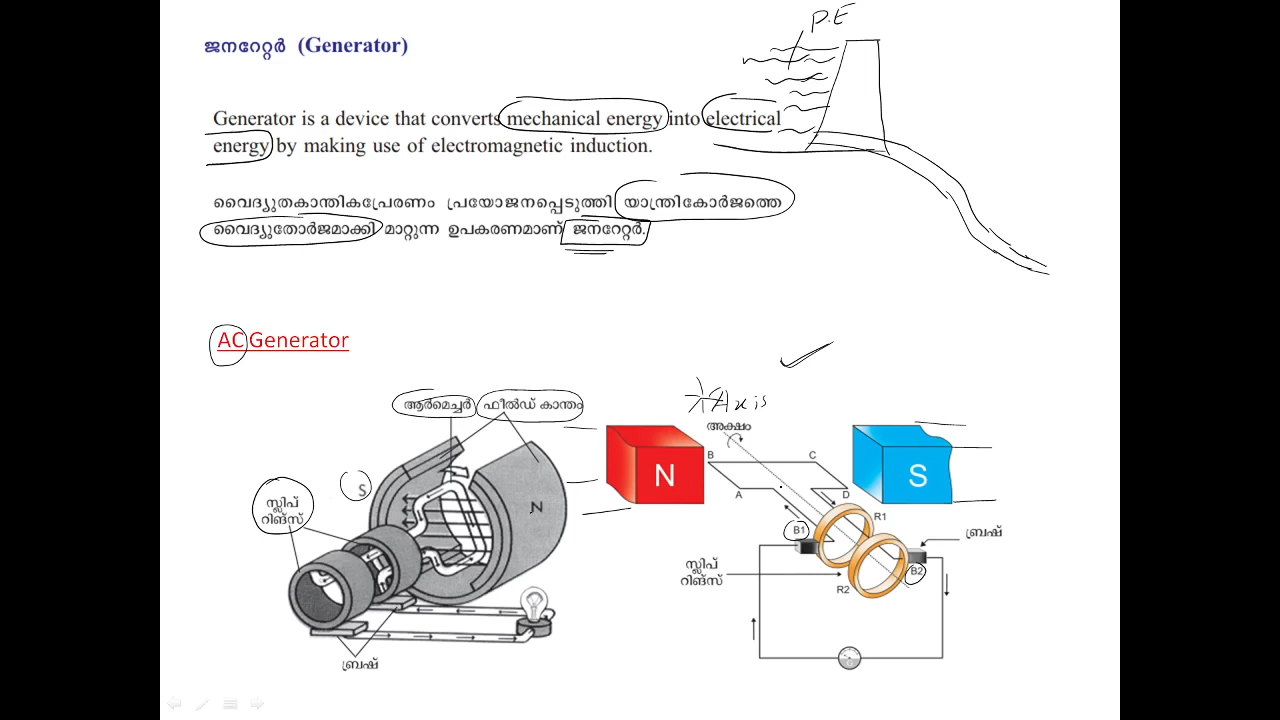 P.E
ജനറേറ്റർ (Generator)
Generator is a device that converts mechanical energy into electrical
energy by making use of electromagnetic induction.
വൈദ്യുതകാന്തികപ്രേരണം പ്രയോജനപ്പെടുത്തി യാന്ത്രികോർജത്തെ
വൈദ്യുതോർജമാക്കി മാറ്റുന്ന ഉപകരണമാണ് ജനറേറ്റർ.
AC Generator
ആർമെച്ചർ ഫീൽഡ് കാന്തം
സ്ലിപ്
റിങ്സ്
S
N
ബ്രഷ്
Axis
അക്ഷം
N
S
B
C
A
D
R1
B1
ബ്രഷ്
B2
സ്ലിപ്
റിങ്സ്
R2